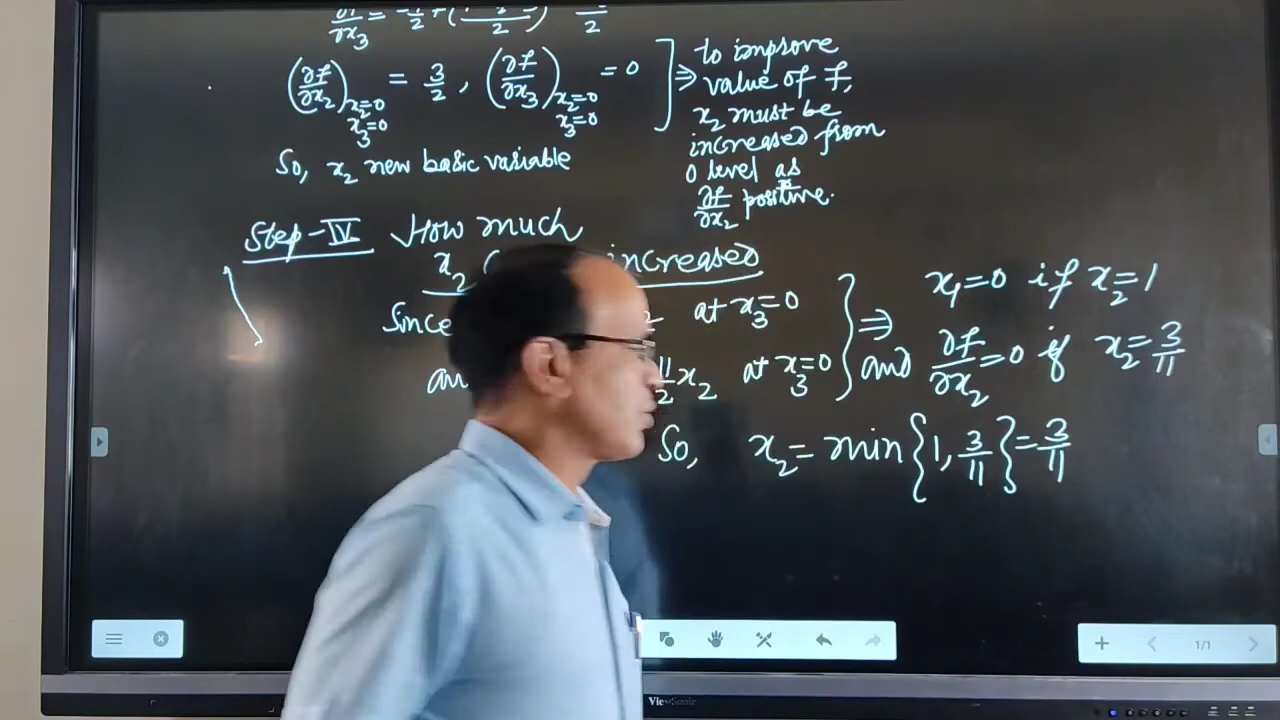 ∂f/∂x₃ =
(∂f/∂x₂) x₂=0 x₃=0 = 3/2 , (∂f/∂x₃) x₂=0 x₃=0 = 0 ] ⇒
to improve
value of f,
x₂ must be
increased from
0 level as
∂f/∂x₂ positive.
So, x₂ new basic variable
Step-IV How much
x₂ increased
Since at x₃=0
11/2 x₂ at x₃=0 } ⇒
x₁=0 if x₂=1
and ∂f/∂x₂=0 if x₂=3/11
So, x₂ = min{1, 3/11} = 3/11
1/1